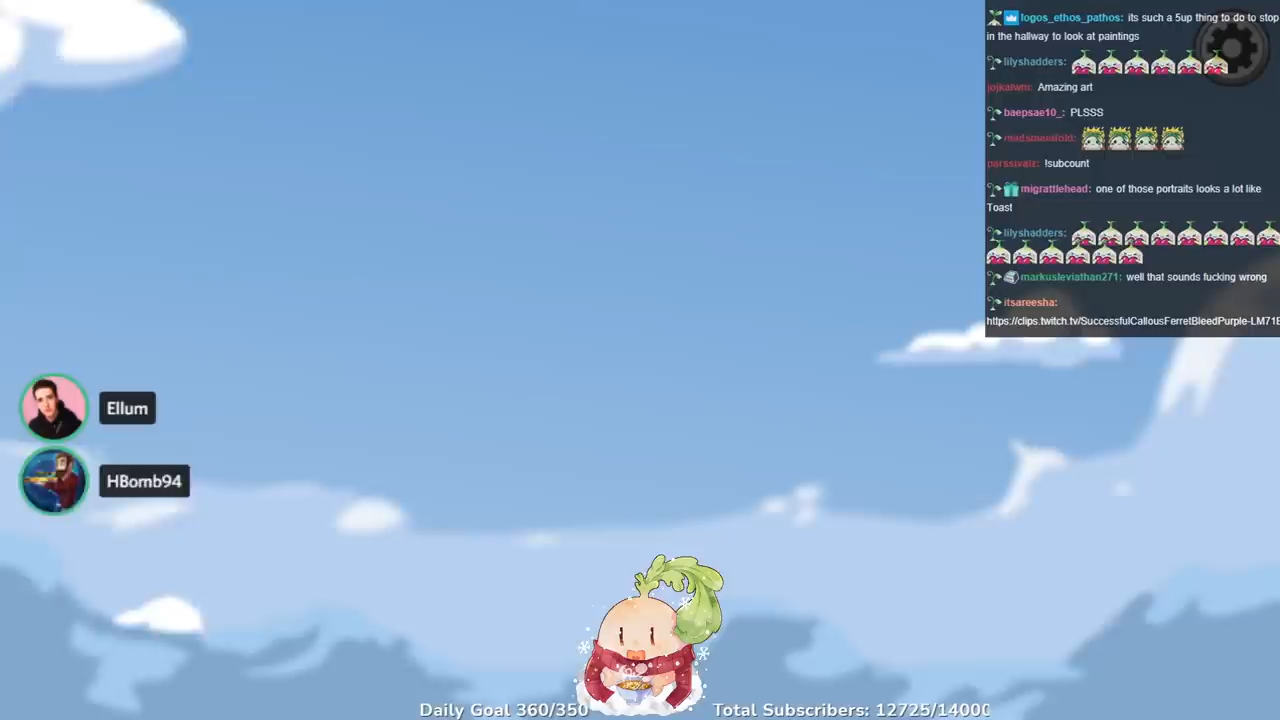 logos_ethos_pathos: its such a 5up thing to do to stop
in the hallway to look at paintings
lilyshadders:
jojkalwm: Amazing art
baepsae10_: PLSSS
parssivalz: !subcount
migrattlehead: one of those portraits looks a lot like
Toast
lilyshadders:
markusleviathan271: well that sounds fucking wrong
itsareesha:
https://clips.twitch.tv/SuccessfulCallousFerretBleedPurple-LM71E
Ellum
HBomb94
Daily Goal 360/350
Total Subscribers: 12725/14000